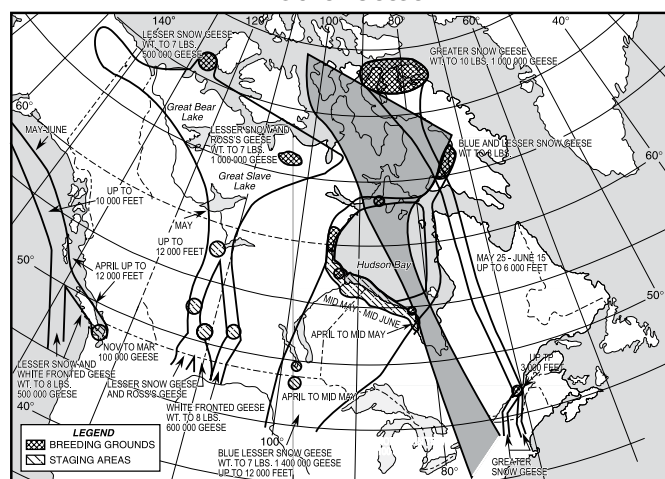 140°
120°
100°
80°
60°
40°
LESSER SNOW GEESE
WT. TO 7 LBS.
500 000 GEESE
GREATER SNOW GEESE
WT. TO 10 LBS. 1 000 000 GEESE
60°
Great Bear
Lake
LESSER SNOW AND
ROSS'S GEESE
WT. TO 7 LBS.
1 000 000 GEESE
BLUE AND LESSER SNOW GEESE
WT TO 8 LBS.
MAY-JUNE
Great Slave
Lake
60°
UP TO
10 000 FEET
MAY
UP TO
12 000 FEET
Hudson Bay
MAY 25 - JUNE 15
UP TO 6 000 FEET
50°
APRIL UP TO
12 000 FEET
MID MAY - MID JUNE
50°
APRIL TO MID MAY
NOV TO MAR
100 000 GEESE
UP TP
3 000 FEET
LESSER SNOW AND
WHITE FRONTED GEESE
WT. TO 8 LBS.
500 000 GEESE
LESSER SNOW GEESE
AND ROSS'S GEESE
WHITE FRONTED GEESE
WT. TO 8 LBS.
600 000 GEESE
APRIL TO MID MAY
40°
100°
BLUE LESSER SNOW GEESE
WT. TO 7 LBS. 1 400 000 GEESE
UP TO 12 000 FEET
80°
GREATER
SNOW GEESE
LEGEND
BREEDING GROUNDS
STAGING AREAS